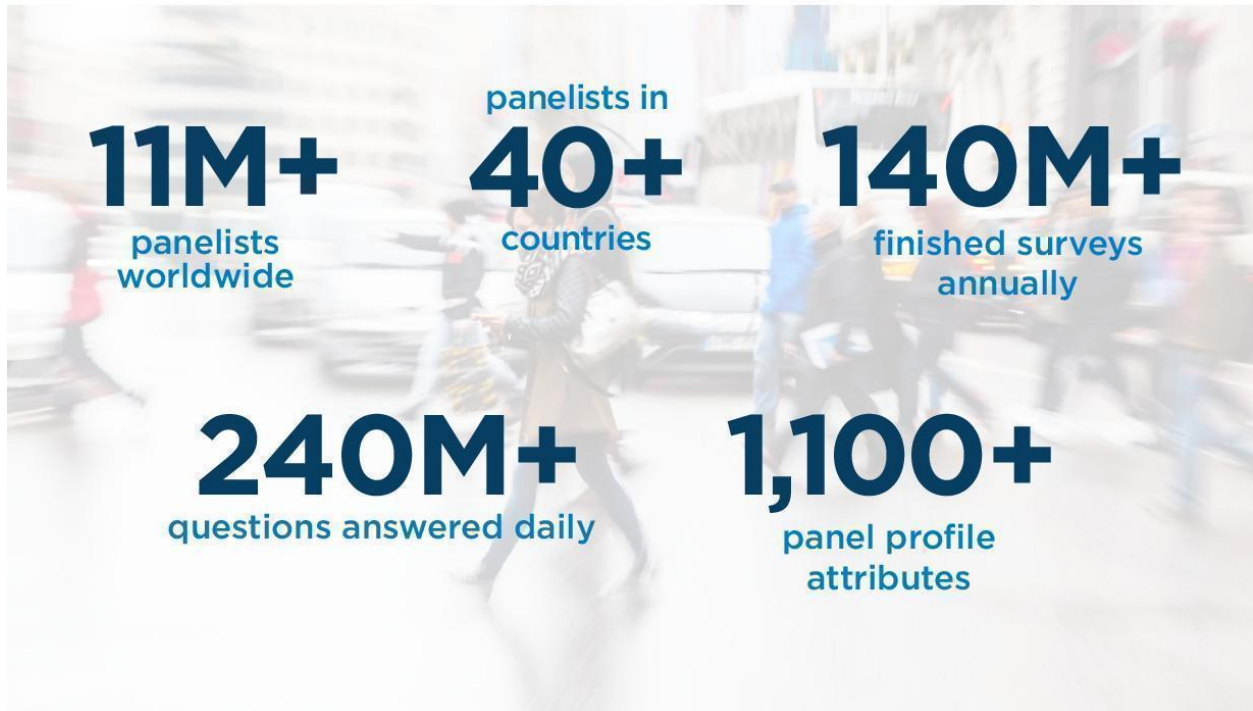 11M+
panelists
worldwide
panelists in
40+
countries
140M+
finished surveys
annually
240M+
questions answered daily
1,100+
panel profile
attributes